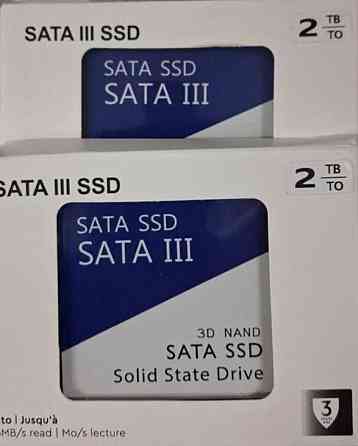 SATA III SSD
2 TB
TO
SATA SSD
SATA III
SATA III SSD
2 TB
TO
SATA SSD
SATA III
3D NAND
SATA SSD
Solid State Drive
to | Jusqu'à
MB/s read | Mo/s lecture
3